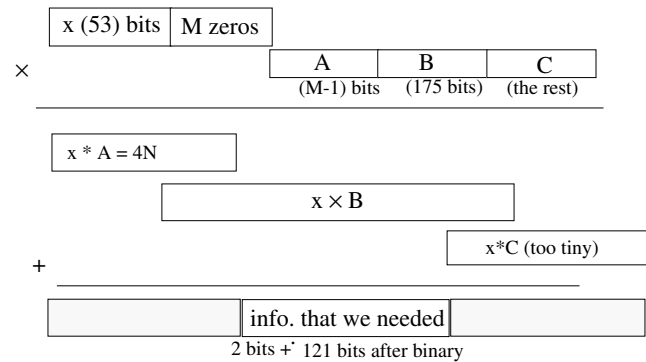 x (53) bits M zeros
× A B C
(M-1) bits (175 bits) (the rest)
x * A = 4N
x × B
x*C (too tiny)
+
info. that we needed
2 bits +· 121 bits after binary